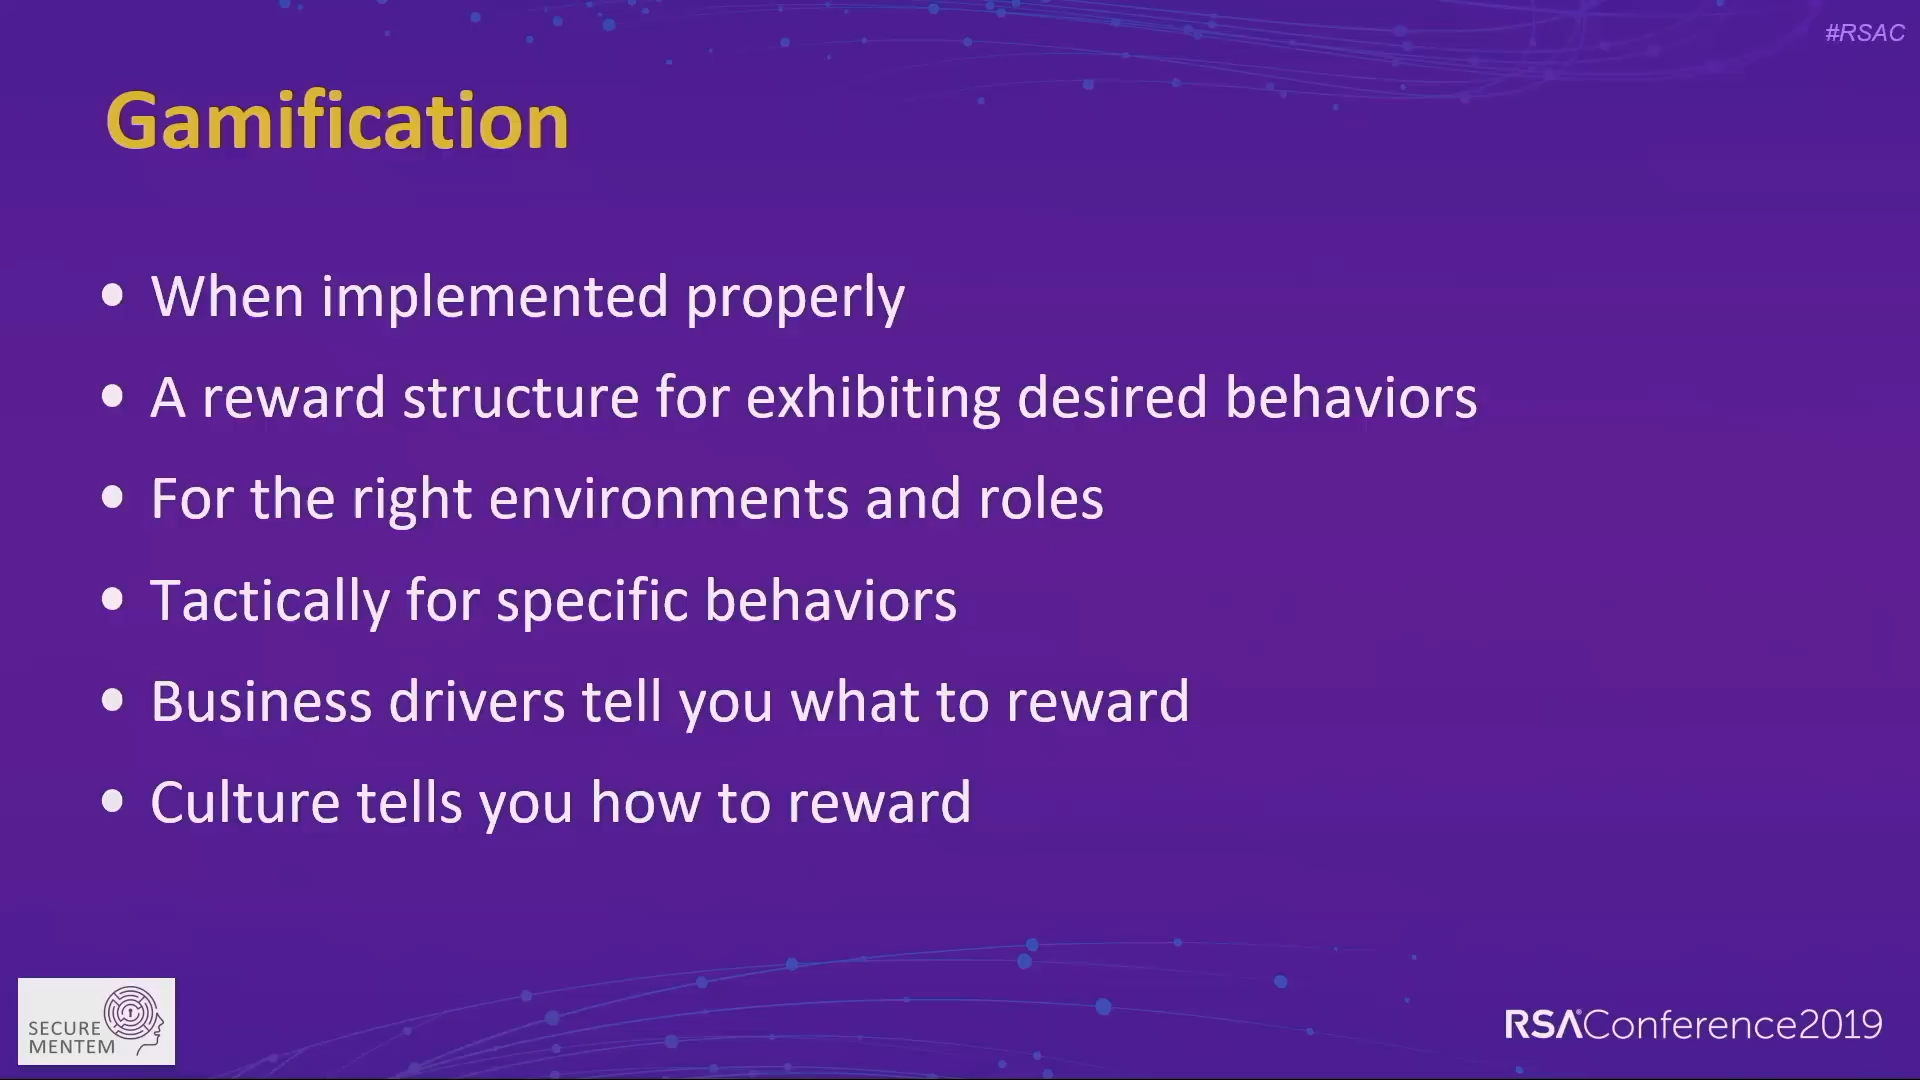 #RSAC
Gamification
• When implemented properly
• A reward structure for exhibiting desired behaviors
• For the right environments and roles
• Tactically for specific behaviors
• Business drivers tell you what to reward
• Culture tells you how to reward
SECURE
MENTEM
RSAConference2019